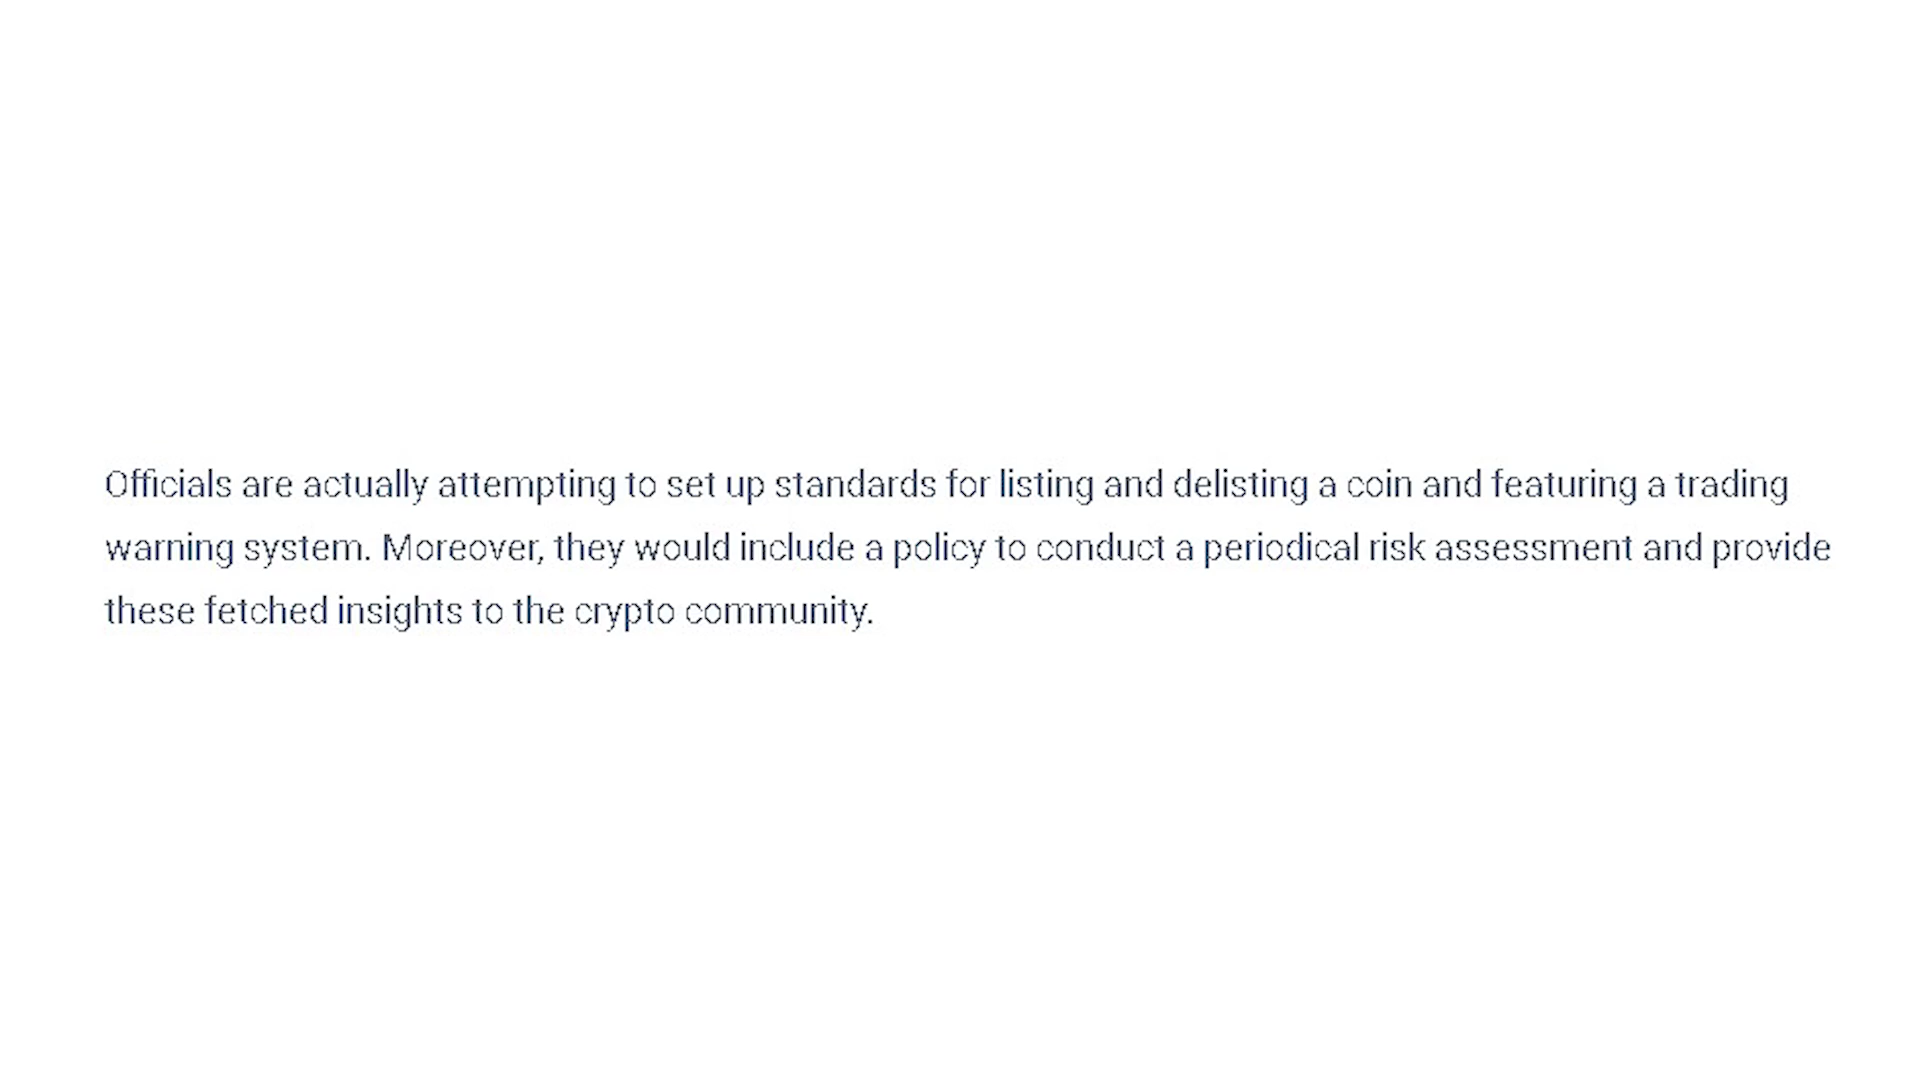 Officials are actually attempting to set up standards for listing and delisting a coin and featuring a trading
warning system. Moreover, they would include a policy to conduct a periodical risk assessment and provide
these fetched insights to the crypto community.